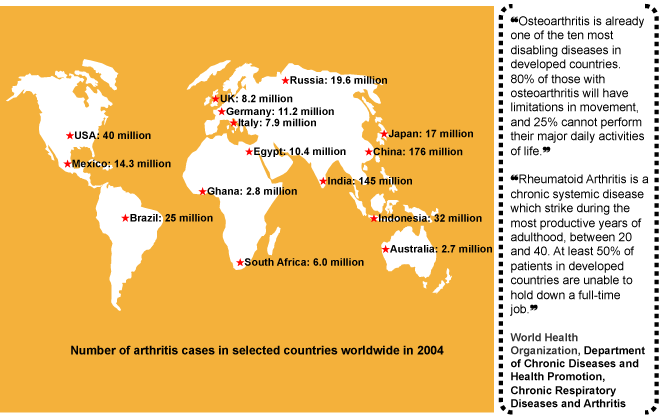 Russia: 19.6 million
UK: 8.2 million
Germany: 11.2 million
Italy: 7.9 million
USA: 40 million
Japan: 17 million
Mexico: 14.3 million
Egypt: 10.4 million
China: 176 million
India: 145 million
Ghana: 2.8 million
Brazil: 25 million
Indonesia: 32 million
Australia: 2.7 million
South Africa: 6.0 million
Number of arthritis cases in selected countries worldwide in 2004
❝Osteoarthritis is already
one of the ten most
disabling diseases in
developed countries.
80% of those with
osteoarthritis will have
limitations in movement,
and 25% cannot perform
their major daily activities
of life.❞
❝Rheumatoid Arthritis is a
chronic systemic disease
which strike during the
most productive years of
adulthood, between 20
and 40. At least 50% of
patients in developed
countries are unable to
hold down a full-time
job.❞
World Health
Organization, Department
of Chronic Diseases and
Health Promotion,
Chronic Respiratory
Diseases and Arthritis